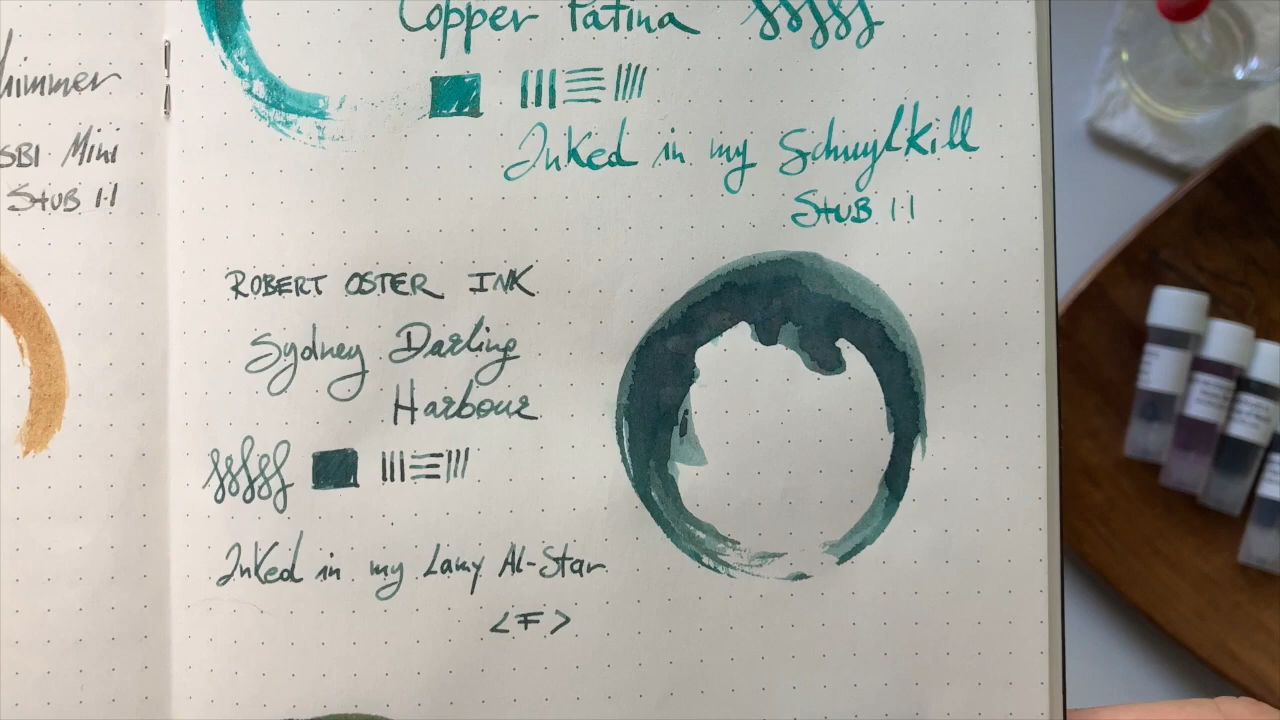 himmer
SBI Mini
Stub 1.1
Copper Patina
Inked in my Schuylkill
Stub 1.1
ROBERT OSTER INK
Sydney Darling
Harbour
Inked in my Lamy Al-Star
<F>